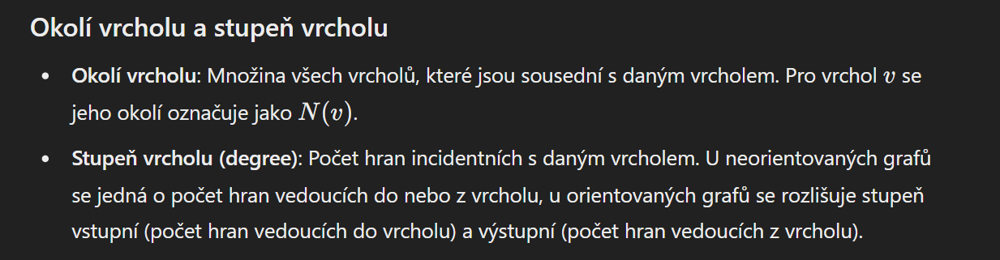 Okolí vrcholu a stupeň vrcholu
• Okolí vrcholu: Množina všech vrcholů, které jsou sousední s daným vrcholem. Pro vrchol v se
jeho okolí označuje jako N(v).
• Stupeň vrcholu (degree): Počet hran incidentních s daným vrcholem. U neorientovaných grafů
se jedná o počet hran vedoucích do nebo z vrcholu, u orientovaných grafů se rozlišuje stupeň
vstupní (počet hran vedoucích do vrcholu) a výstupní (počet hran vedoucích z vrcholu).